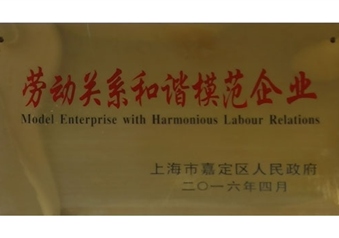 劳动关系和谐模范企业
Model Enterprise with Harmonious Labour Relations
上海市嘉定区人民政府
二〇一六年四月